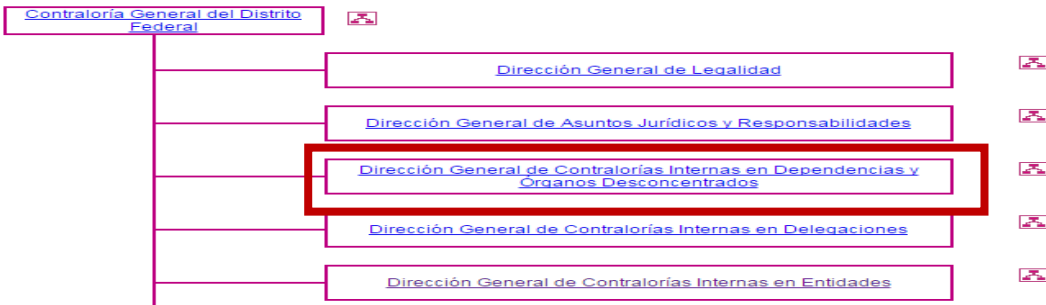 Contraloría General del Distrito
Federal
Dirección General de Legalidad
Dirección General de Asuntos Jurídicos y Responsabilidades
Dirección General de Contralorías Internas en Dependencias y
Órganos Desconcentrados
Dirección General de Contralorías Internas en Delegaciones
Dirección General de Contralorías Internas en Entidades